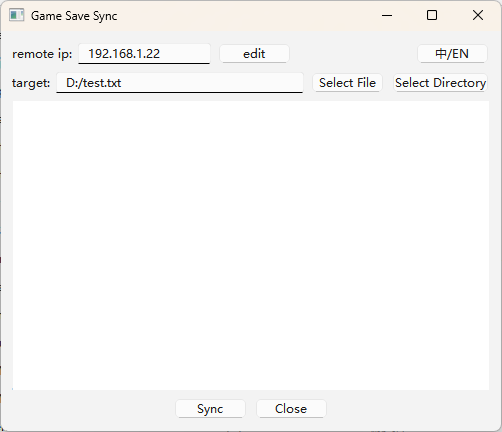 Game Save Sync
remote ip: 192.168.1.22 edit 中/EN
target: D:/test.txt Select File Select Directory
Sync Close